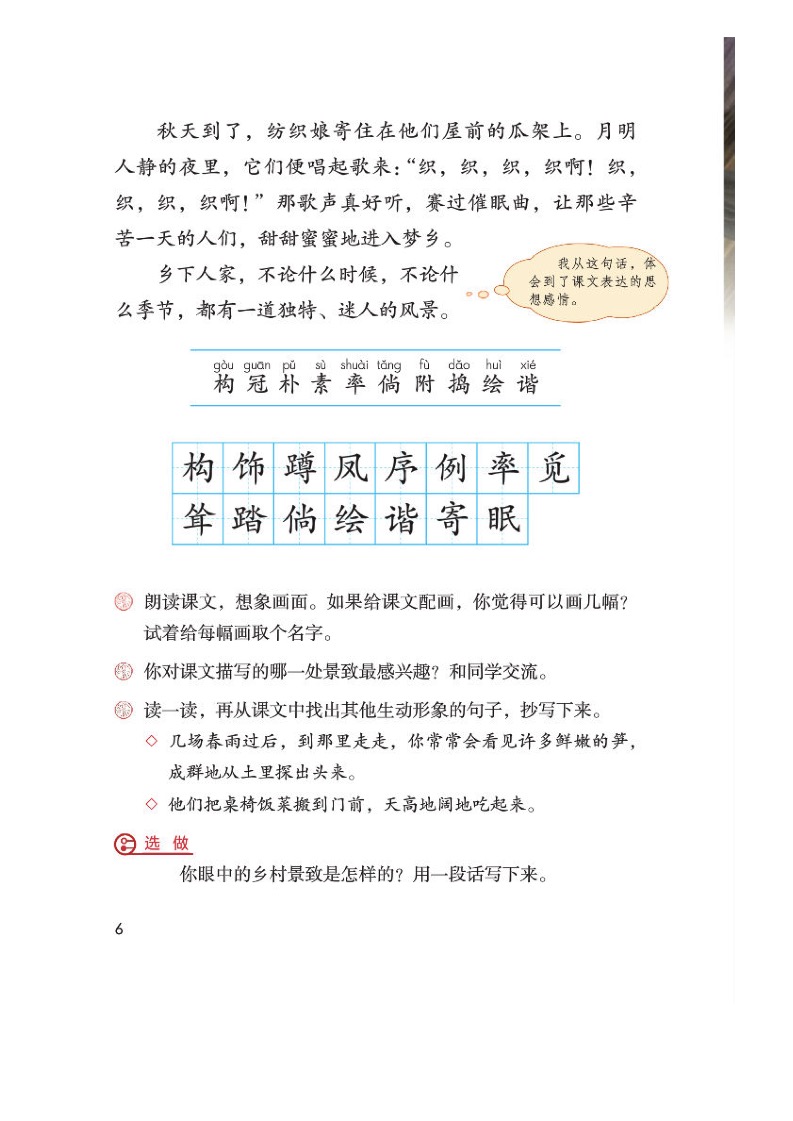 秋天到了，纺织娘寄住在他们屋前的瓜架上。月明
人静的夜里，它们便唱起歌来：“织，织，织，织啊！织，
织，织，织啊！”那歌声真好听，赛过催眠曲，让那些辛
苦一天的人们，甜甜蜜蜜地进入梦乡。
乡下人家，不论什么时候，不论什
么季节，都有一道独特、迷人的风景。
我从这句话，体
会到了课文表达的思
想感情。
gòu guān pǔ sù shuài tǎng fù dǎo huì xié
构 冠 朴 素 率 倘 附 捣 绘 谐
构 饰 蹲 凤 序 例 率 觅
耸 踏 倘 绘 谐 寄 眠
朗读课文，想象画面。如果给课文配画，你觉得可以画几幅？
试着给每幅画取个名字。
你对课文描写的哪一处景致最感兴趣？和同学交流。
读一读，再从课文中找出其他生动形象的句子，抄写下来。
◇ 几场春雨过后，到那里走走，你常常会看见许多鲜嫩的笋，
成群地从土里探出头来。
◇ 他们把桌椅饭菜搬到门前，天高地阔地吃起来。
选 做
你眼中的乡村景致是怎样的？用一段话写下来。
6